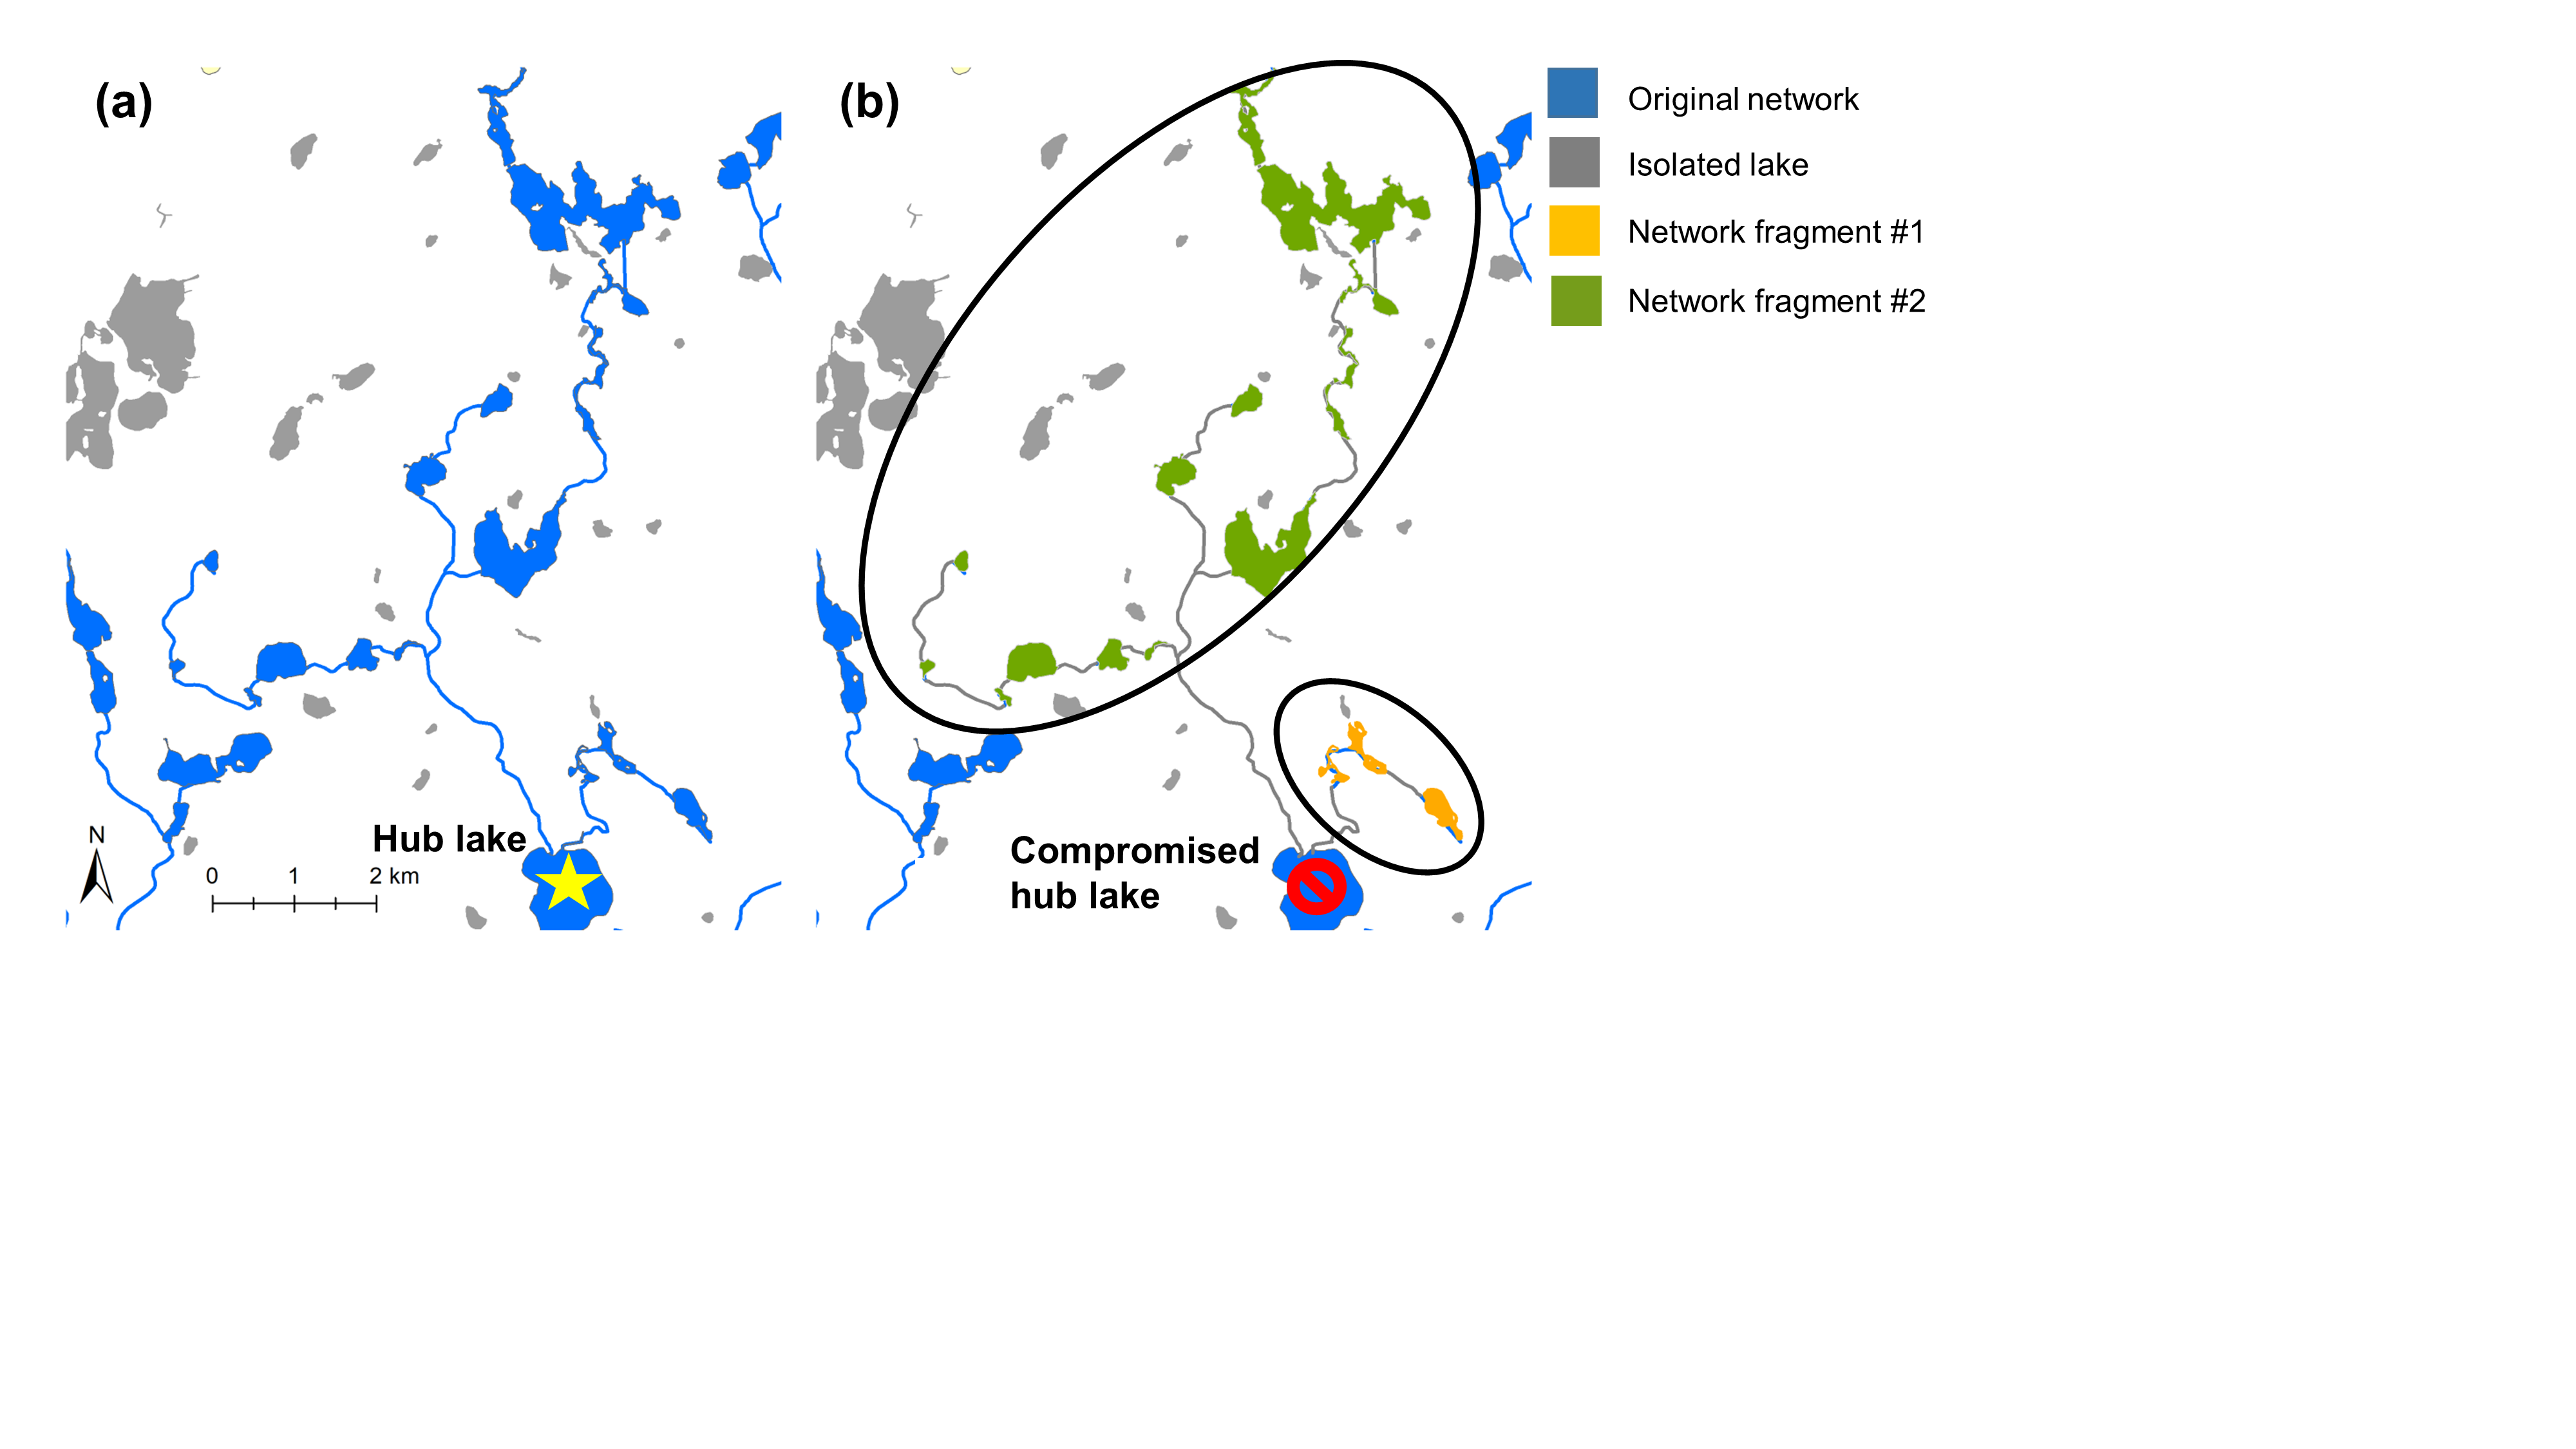 (a)
(b)
Original network
Isolated lake
Network fragment #1
Network fragment #2
Hub lake
N
0 1 2 km
Compromised
hub lake